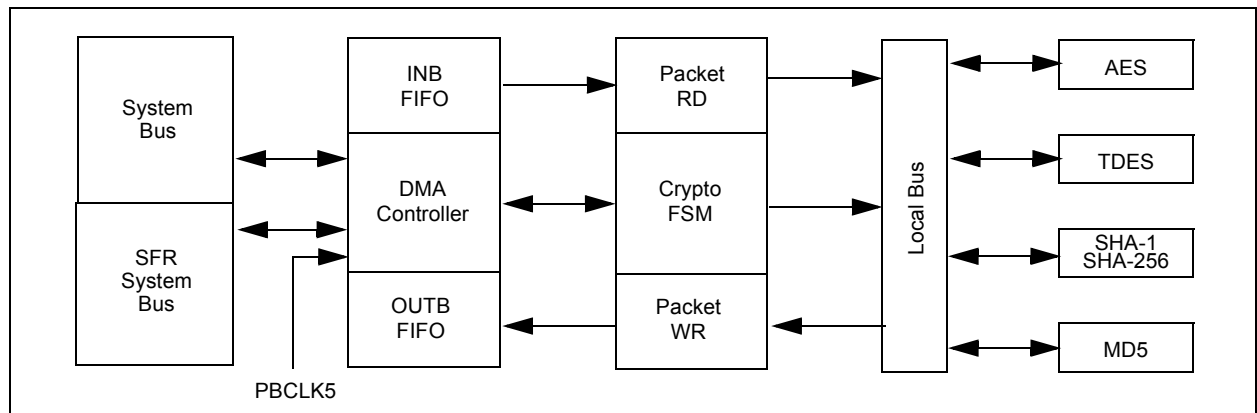 System
Bus
SFR
System
Bus
INB
FIFO
DMA
Controller
OUTB
FIFO
PBCLK5
Packet
RD
Crypto
FSM
Packet
WR
Local Bus
AES
TDES
SHA-1
SHA-256
MD5